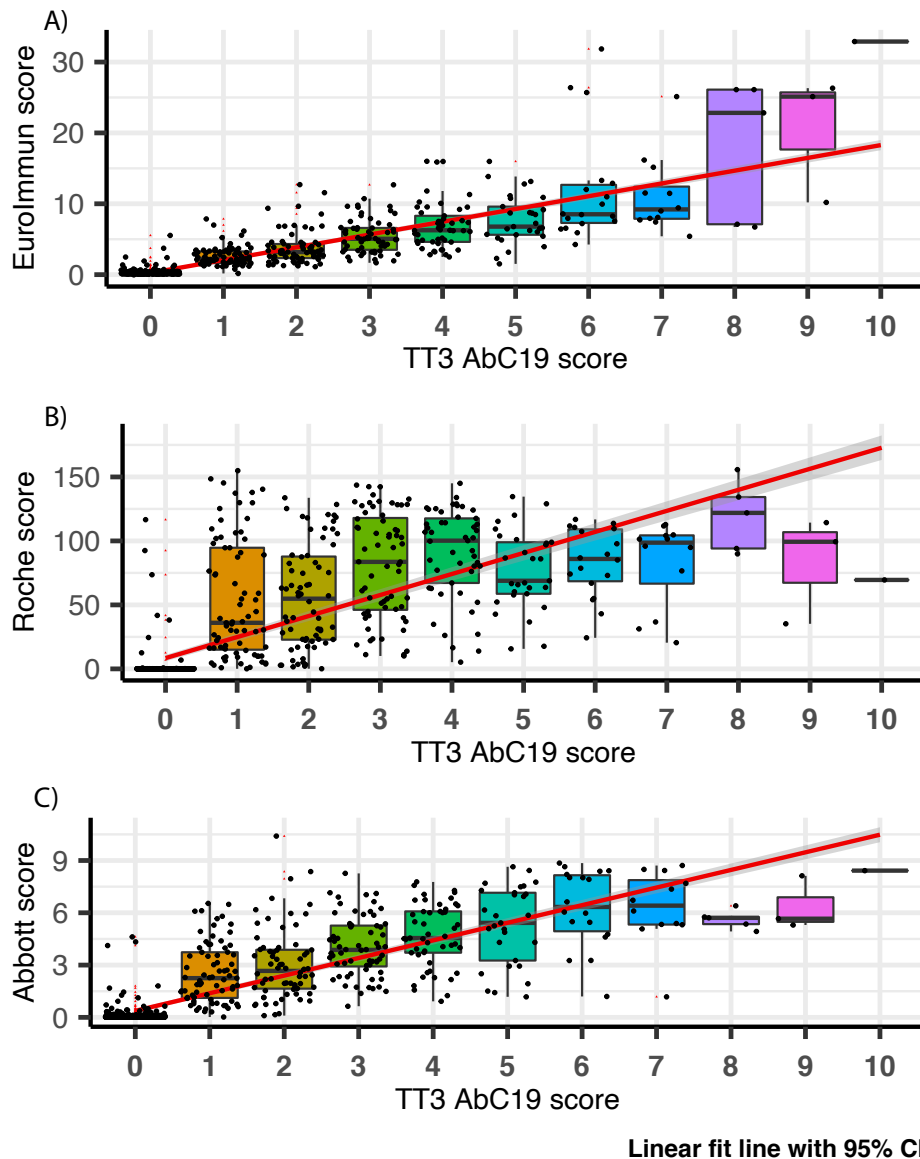 A)
EuroImmun score
30
20
10
0
0 1 2 3 4 5 6 7 8 9 10
TT3 AbC19 score
B)
Roche score
150
100
50
0
0 1 2 3 4 5 6 7 8 9 10
TT3 AbC19 score
C)
Abbott score
9
6
3
0
0 1 2 3 4 5 6 7 8 9 10
TT3 AbC19 score
Linear fit line with 95% CI